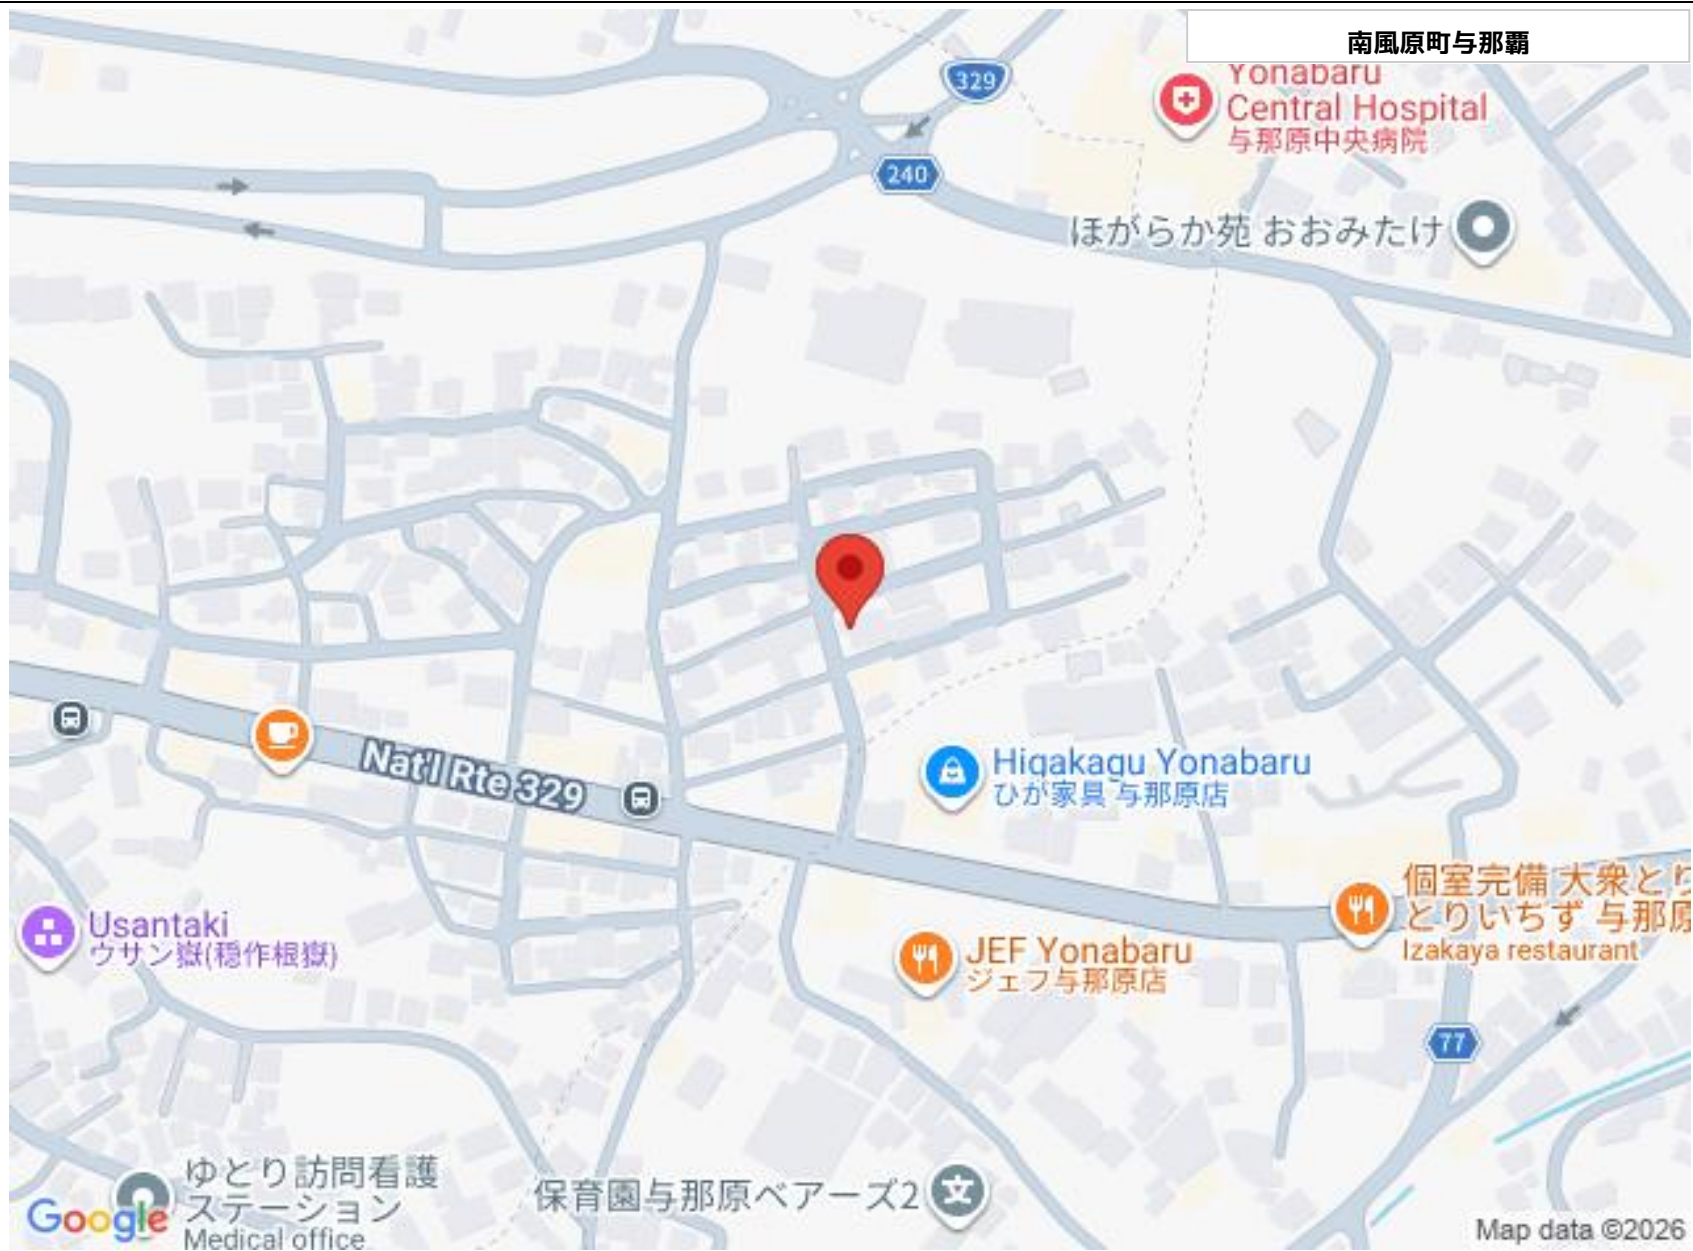 南風原町与那覇
329
Yonabaru
Central Hospital
与那原中央病院
240
ほがらか苑 おおみたけ
Nat'l Rte 329
Higakagu Yonabaru
ひが家具 与那原店
個室完備 大衆とり
とりいちず 与那原
Izakaya restaurant
Usantaki
ウサン嶽(穏作根嶽)
JEF Yonabaru
ジェフ与那原店
77
ゆとり訪問看護
ステーション
Medical office
保育園与那原ベアーズ2
文
Google
Map data ©2026